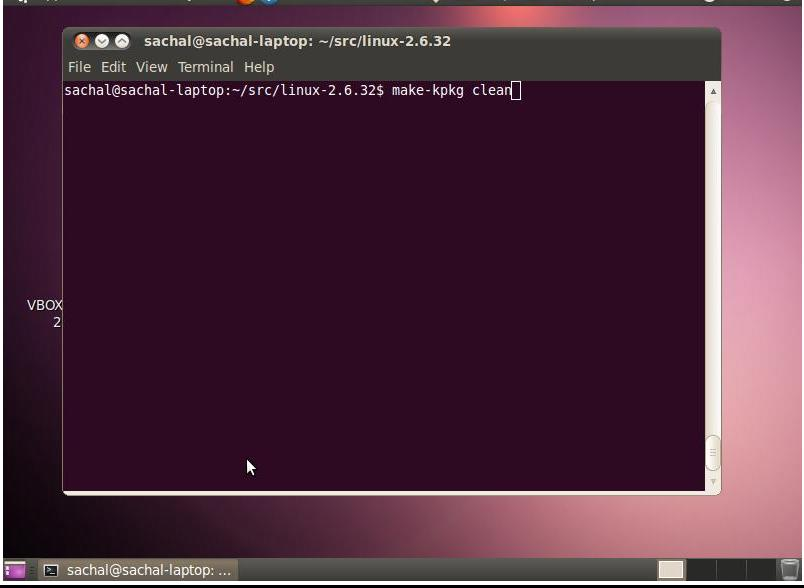 sachal@sachal-laptop: ~/src/linux-2.6.32
File Edit View Terminal Help
sachal@sachal-laptop:~/src/linux-2.6.32$ make-kpkg clean
VBOX
2
sachal@sachal-laptop: ...